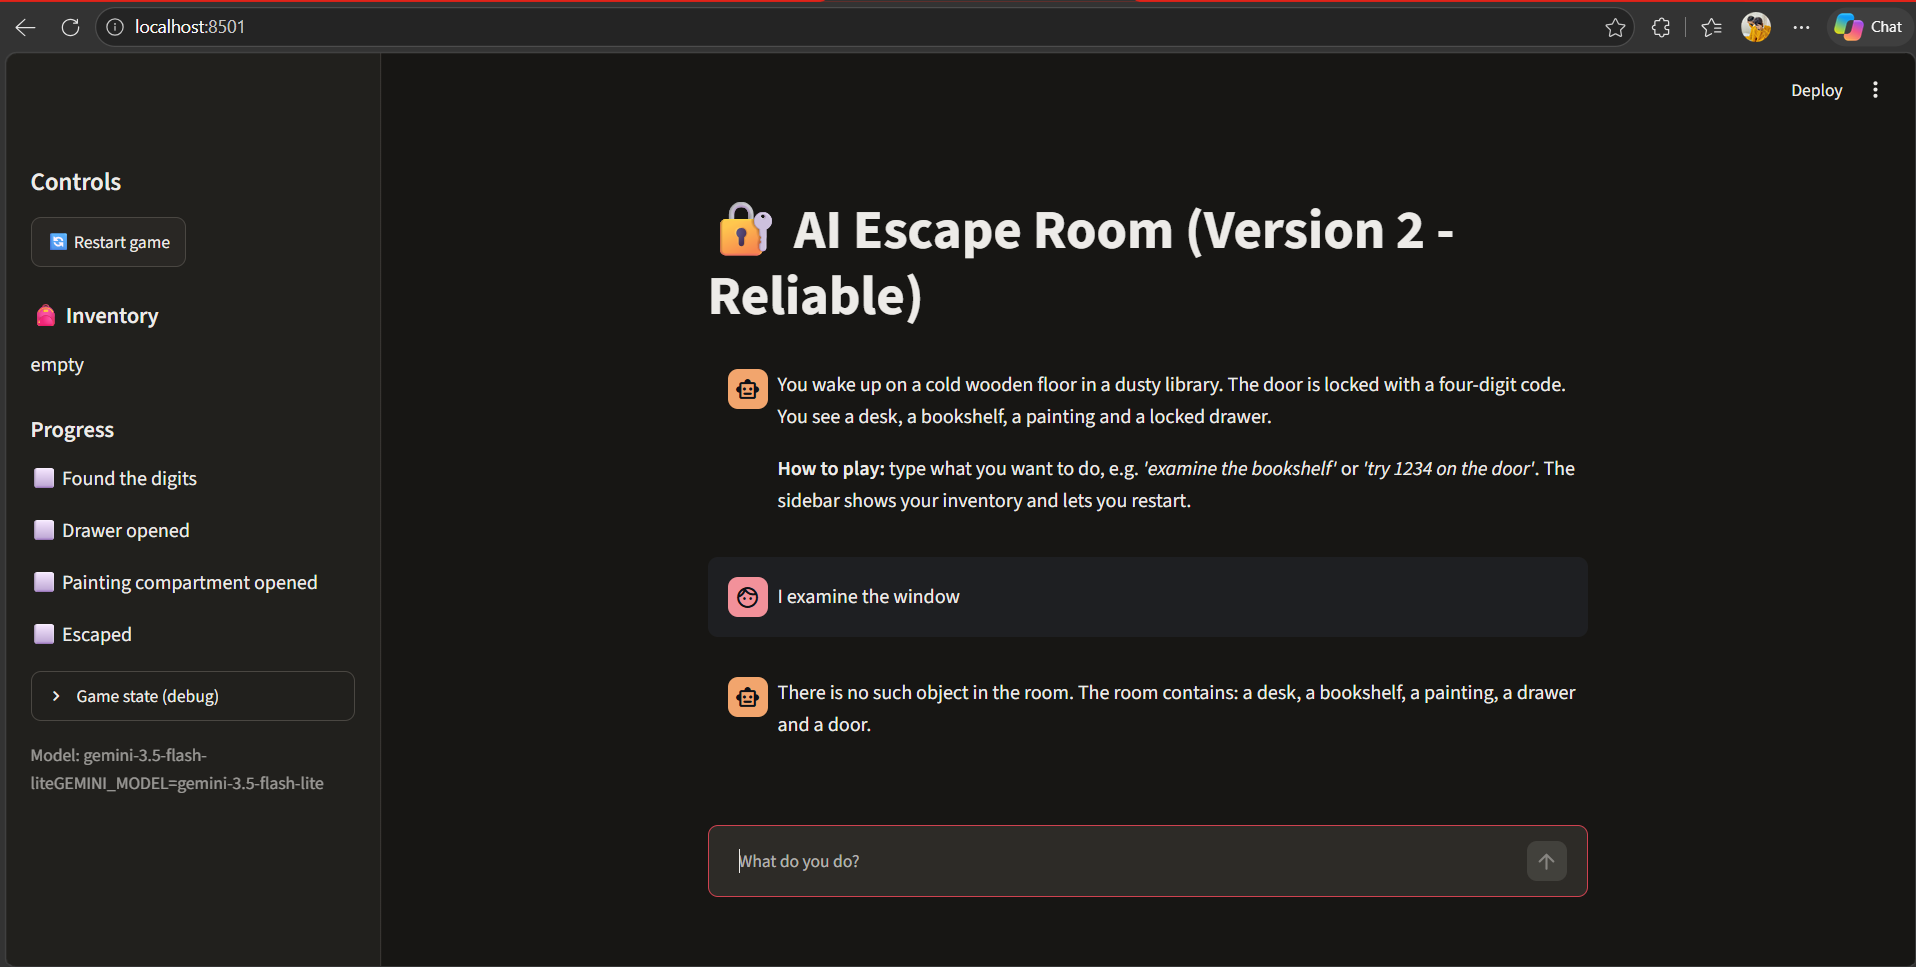 localhost:8501
Chat
Deploy
Controls
Restart game
Inventory
empty
Progress
Found the digits
Drawer opened
Painting compartment opened
Escaped
Game state (debug)
Model: gemini-3.5-flash-
liteGEMINI_MODEL=gemini-3.5-flash-lite
AI Escape Room (Version 2 -
Reliable)
You wake up on a cold wooden floor in a dusty library. The door is locked with a four-digit code.
You see a desk, a bookshelf, a painting and a locked drawer.
How to play: type what you want to do, e.g. 'examine the bookshelf' or 'try 1234 on the door'. The
sidebar shows your inventory and lets you restart.
I examine the window
There is no such object in the room. The room contains: a desk, a bookshelf, a painting, a drawer
and a door.
What do you do?